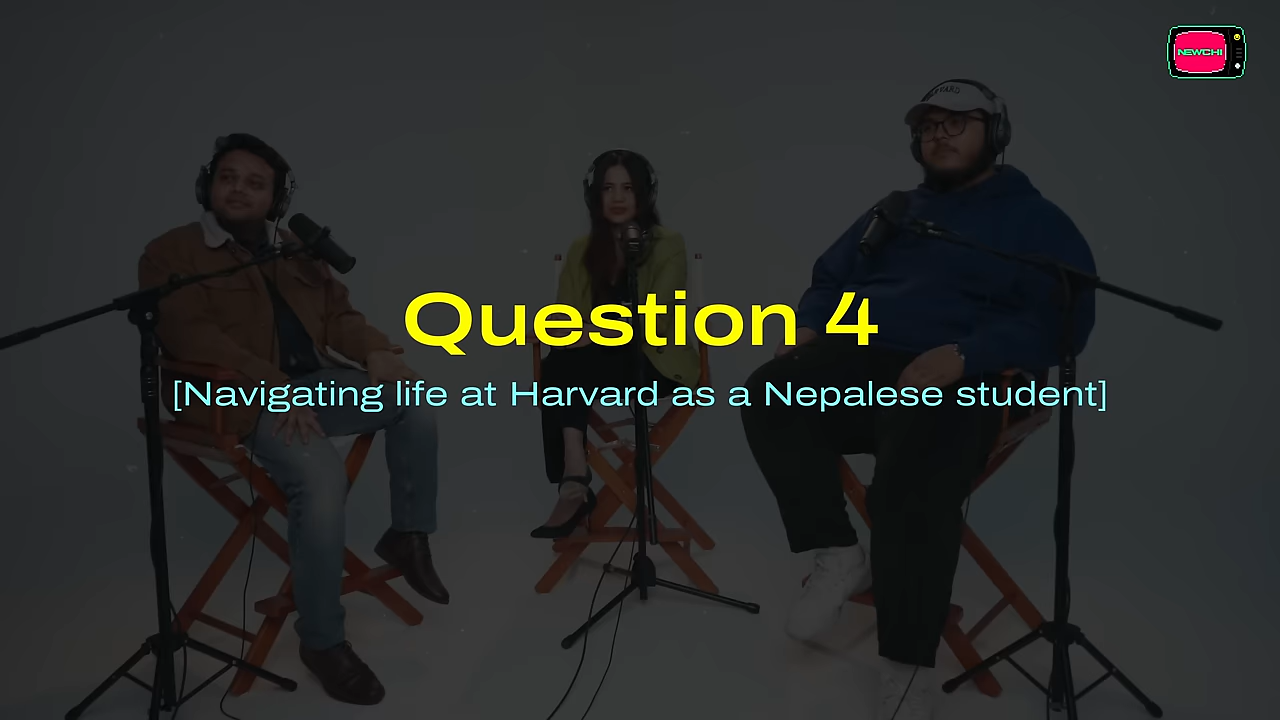 NEWCHI
Question 4
[Navigating life at Harvard as a Nepalese student]